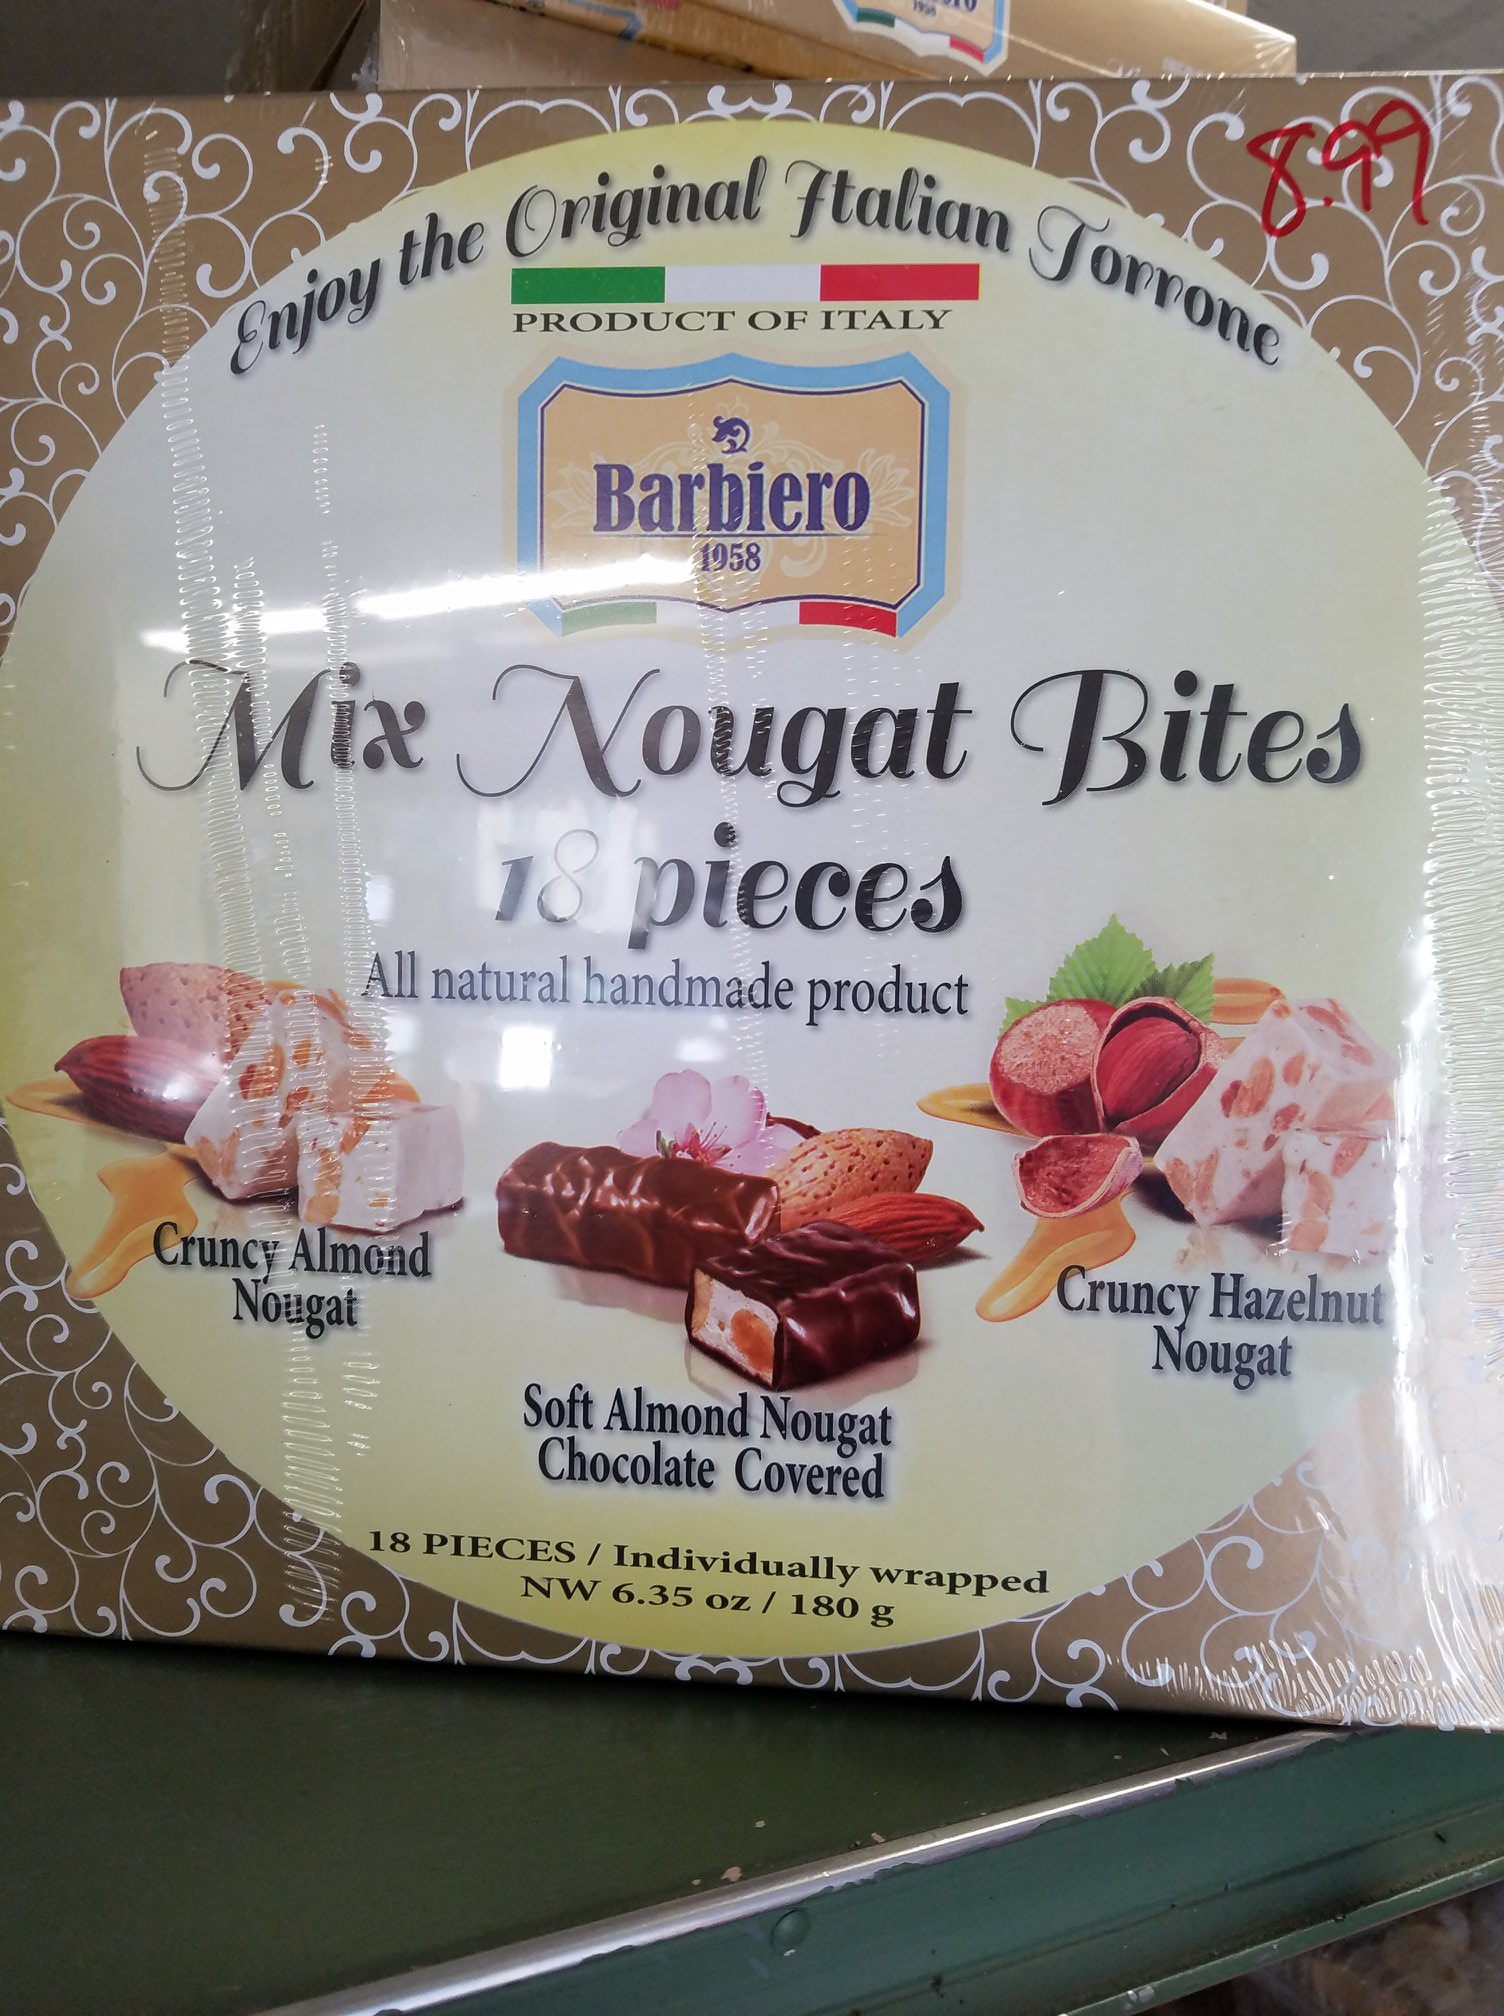 1958
8.99
Enjoy the Original Italian Torrone
PRODUCT OF ITALY
Barbiero
1958
Mix Nougat Bites
18 pieces
All natural handmade product
Cruncy Almond
Nougat
Soft Almond Nougat
Chocolate Covered
Cruncy Hazelnut
Nougat
18 PIECES / Individually wrapped
NW 6.35 oz / 180 g